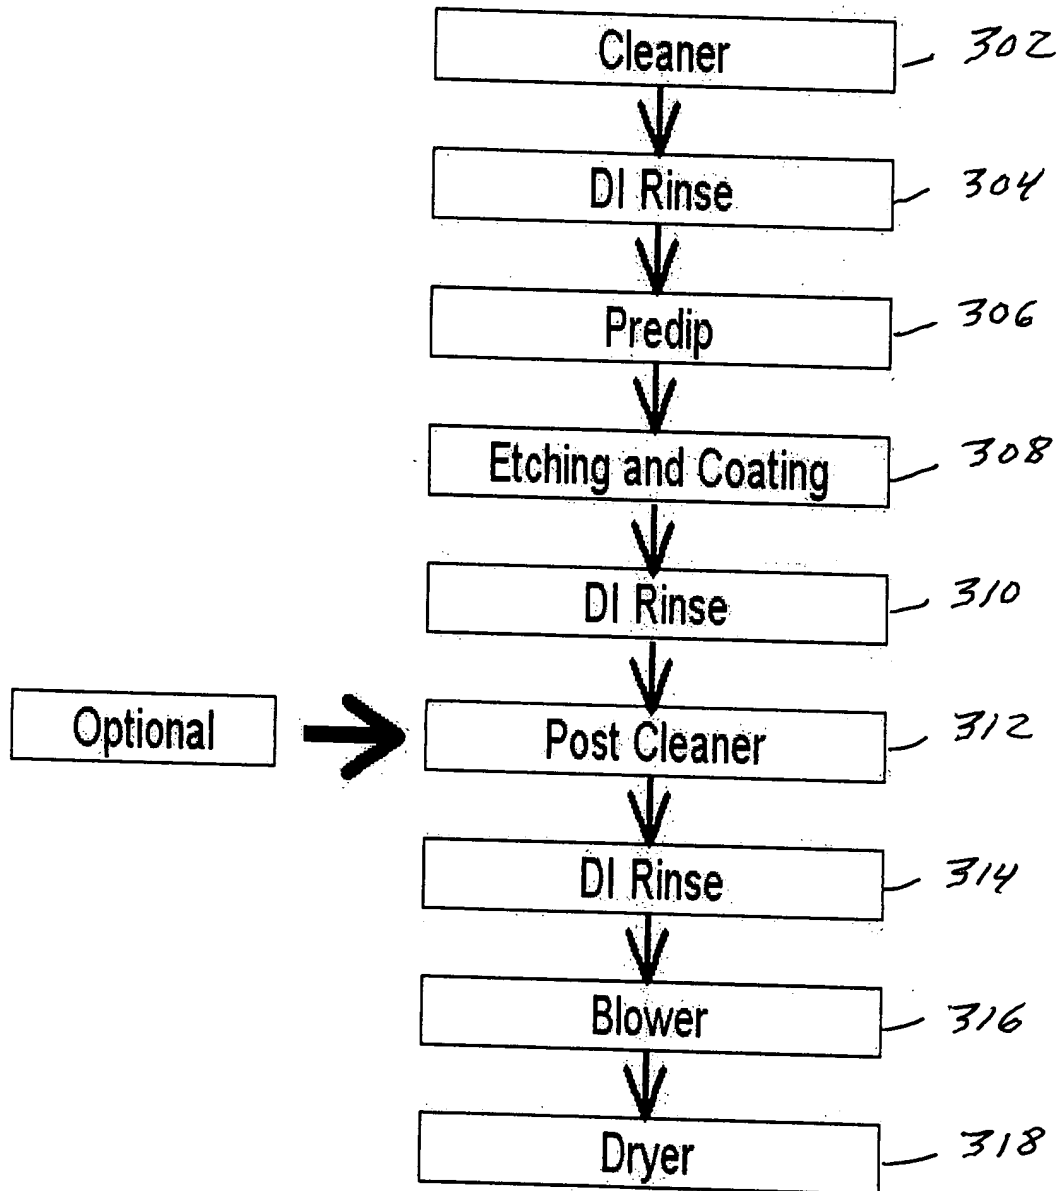 Cleaner 302
DI Rinse 304
Predip 306
Etching and Coating 308
DI Rinse 310
Optional Post Cleaner 312
DI Rinse 314
Blower 316
Dryer 318